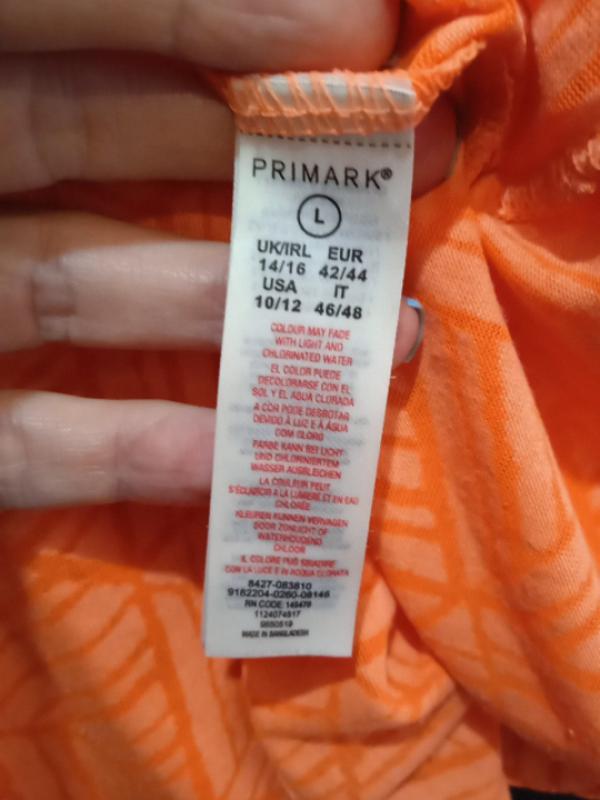 PRIMARK®
L
UK/IRL EUR
14/16 42/44
USA IT
10/12 46/48
COLOUR MAY FADE
WITH LIGHT AND
CHLORINATED WATER
EL COLOR PUEDE
DECOLORARSE CON EL
SOL Y EL AGUA CLORADA
A COR PODE DESBOTAR
DEVIDO À LUZ E À ÁGUA
COM CLORO
FARBE KANN BEI LICHT
UND CHLORHALTIGEM
WASSER AUSBLEICHEN
LA COULEUR PEUT
S'ÉCLAIRCIR A LA LUMIERE ET EN EAU
CHLORÉE
KLEUREN KUNNEN VERVAGEN
DOOR ZONLICHT OF
WATERHOUDEND
CHLOOR
IL COLORE PUÒ SBIADIRE
CON LA LUCE E IN ACQUA CLORATA
8427-083810
9182204-0260-08146
RN CODE: 149478
1124074817
9880819
MADE IN BANGLADESH